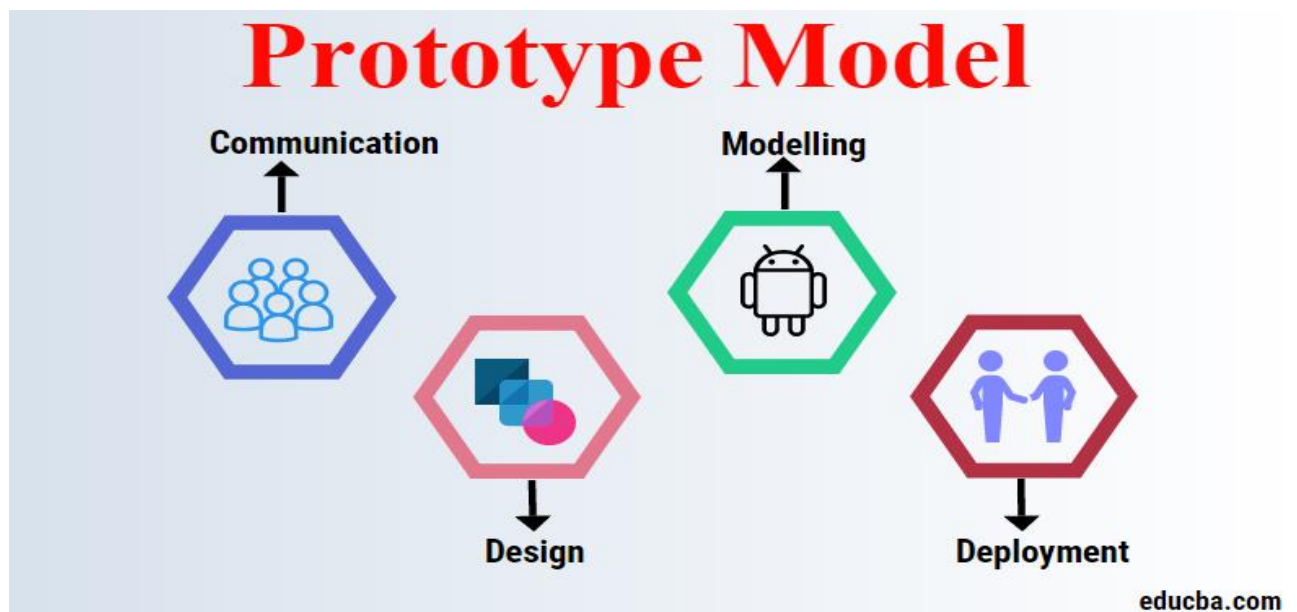 Prototype Model
Communication
Modelling
Design
Deployment
educba.com